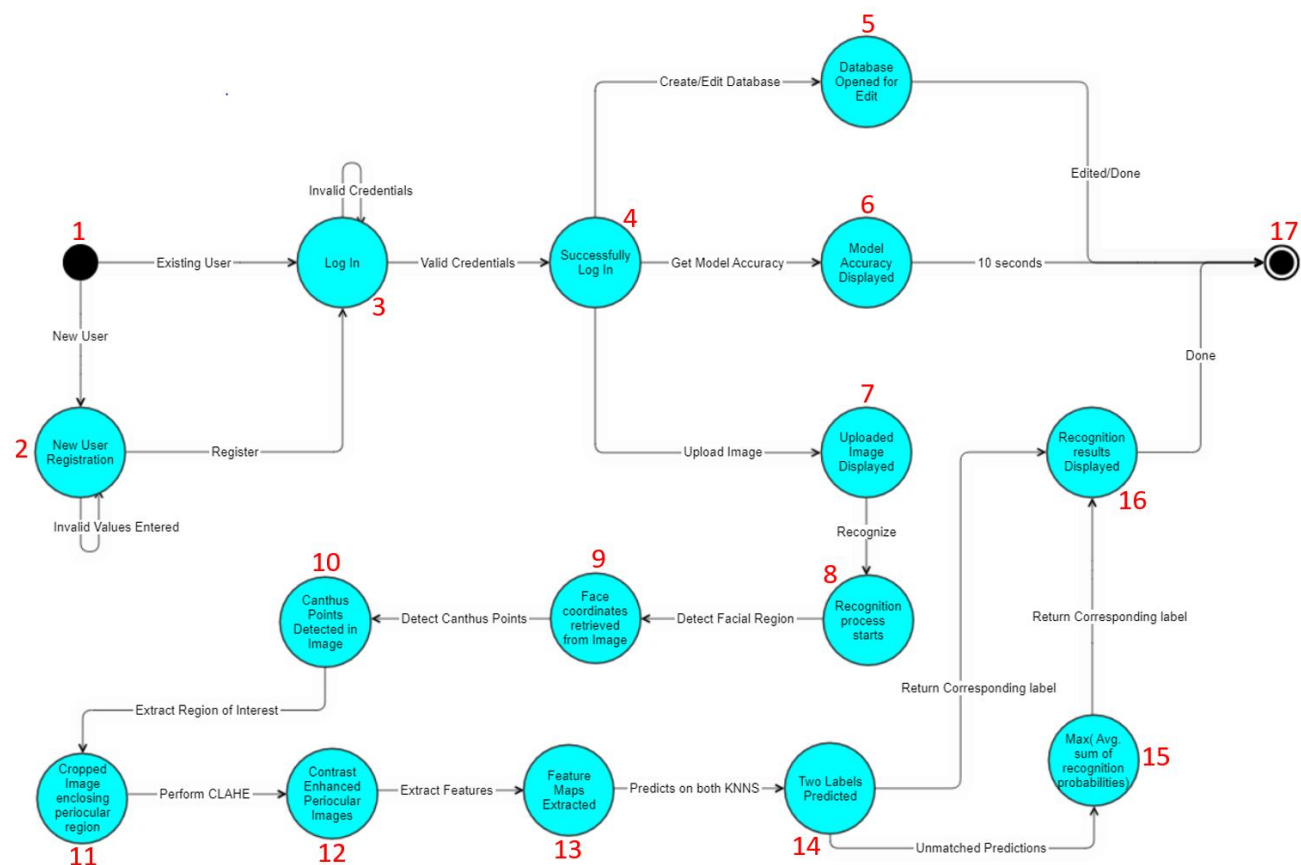 5
Database
Opened for
Edit
Create/Edit Database
Edited/Done
Invalid Credentials
1
Existing User
Log In
3
Valid Credentials
4
Successfully
Log In
Get Model Accuracy
6
Model
Accuracy
Displayed
10 seconds
17
New User
Done
2
New User
Registration
Register
Invalid Values Entered
Upload Image
7
Uploaded
Image
Displayed
Recognition
results
Displayed
16
Recognize
10
Canthus
Points
Detected in
Image
Detect Canthus Points
9
Face
coordinates
retrieved
from Image
Detect Facial Region
8
Recognition
process
starts
Return Corresponding label
Return Corresponding label
Extract Region of Interest
Cropped
Image
enclosing
periocular
region
11
Perform CLAHE
Contrast
Enhanced
Periocular
Images
12
Extract Features
Feature
Maps
Extracted
13
Predicts on both KNNS
Two Labels
Predicted
14
Unmatched Predictions
Max( Avg.
sum of
recognition
probabilities)
15